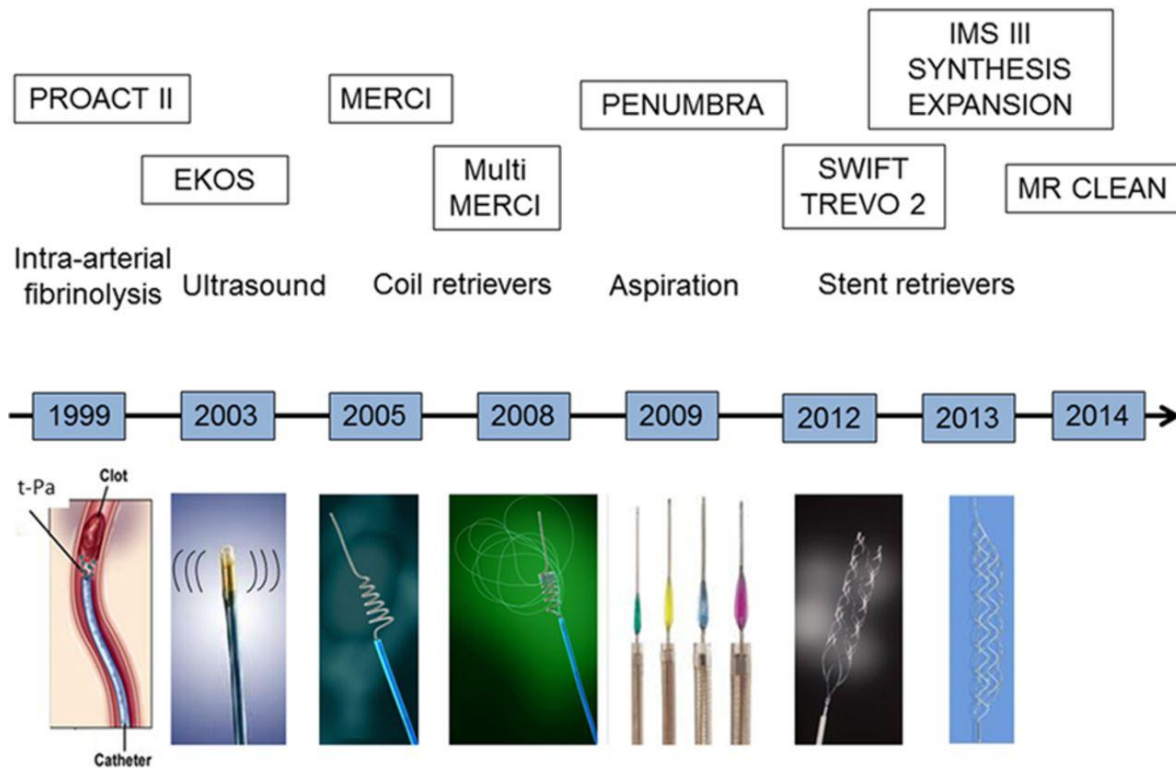 PROACT II
EKOS
MERCI
Multi
MERCI
PENUMBRA
SWIFT
TREVO 2
IMS III
SYNTHESIS
EXPANSION
MR CLEAN
Intra-arterial
fibrinolysis
Ultrasound
Coil retrievers
Aspiration
Stent retrievers
1999
2003
2005
2008
2009
2012
2013
2014
Clot
t-Pa
Catheter